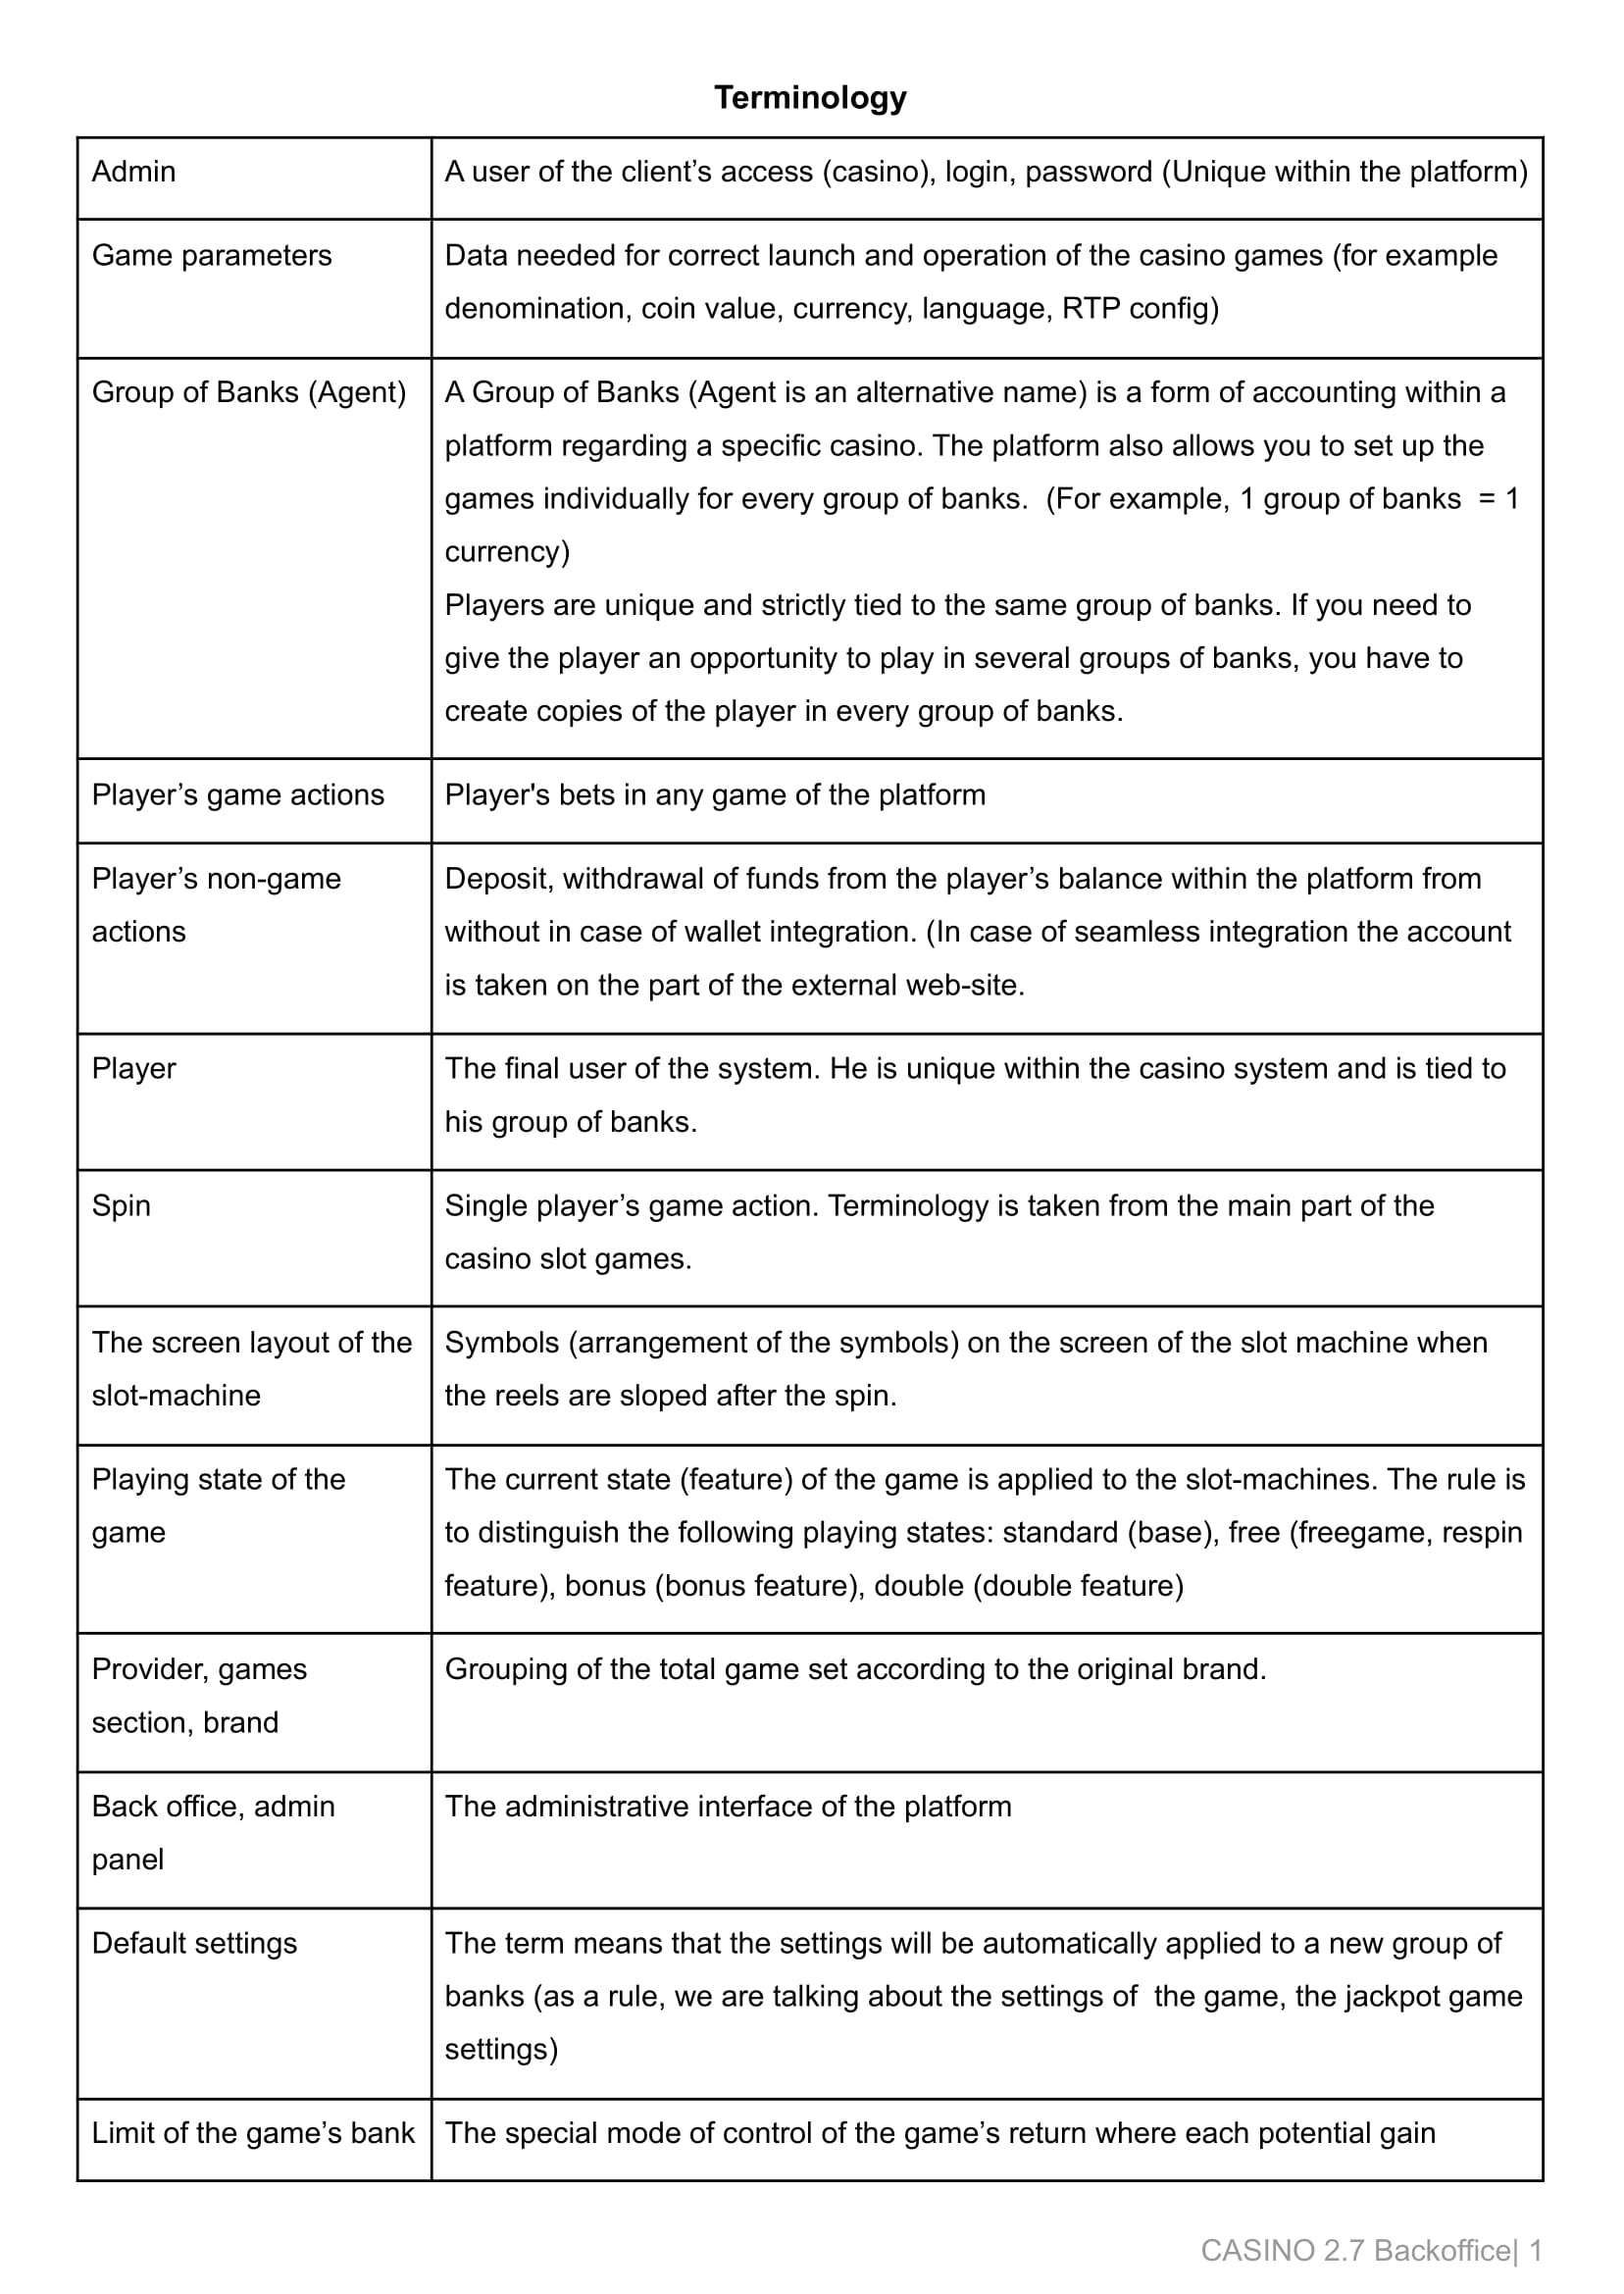 Terminology
Admin
A user of the client’s access (casino), login, password (Unique within the platform)
Game parameters
Data needed for correct launch and operation of the casino games (for example
denomination, coin value, currency, language, RTP config)
Group of Banks (Agent)
A Group of Banks (Agent is an alternative name) is a form of accounting within a
platform regarding a specific casino. The platform also allows you to set up the
games individually for every group of banks.  (For example, 1 group of banks  = 1
currency)
Players are unique and strictly tied to the same group of banks. If you need to
give the player an opportunity to play in several groups of banks, you have to
create copies of the player in every group of banks.
Player’s game actions
Player's bets in any game of the platform
Player’s non-game
actions
Deposit, withdrawal of funds from the player’s balance within the platform from
without in case of wallet integration. (In case of seamless integration the account
is taken on the part of the external web-site.
Player
The final user of the system. He is unique within the casino system and is tied to
his group of banks.
Spin
Single player’s game action. Terminology is taken from the main part of the
casino slot games.
The screen layout of the
slot-machine
Symbols (arrangement of the symbols) on the screen of the slot machine when
the reels are sloped after the spin.
Playing state of the
game
The current state (feature) of the game is applied to the slot-machines. The rule is
to distinguish the following playing states: standard (base), free (freegame, respin
feature), bonus (bonus feature), double (double feature)
Provider, games
section, brand
Grouping of the total game set according to the original brand.
Back office, admin
panel
The administrative interface of the platform
Default settings
The term means that the settings will be automatically applied to a new group of
banks (as a rule, we are talking about the settings of  the game, the jackpot game
settings)
Limit of the game’s bank
The special mode of control of the game’s return where each potential gain
CASINO 2.7 Backoffice| 1